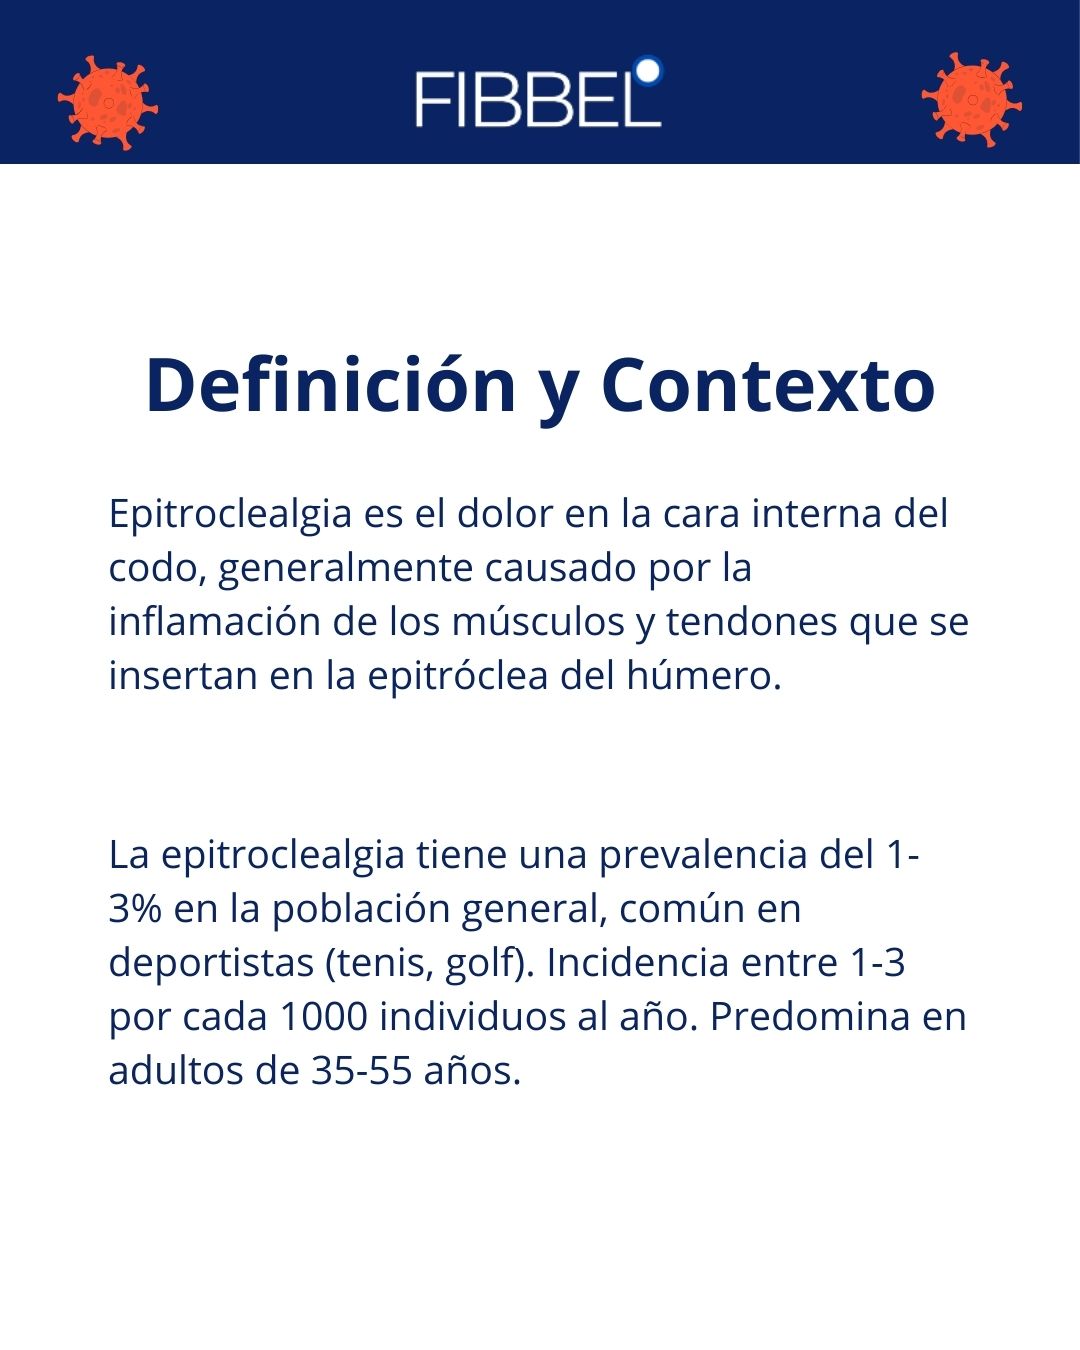 FIBBEL
Definición y Contexto
Epitroclealgia es el dolor en la cara interna del
codo, generalmente causado por la
inflamación de los músculos y tendones que se
insertan en la epitróclea del húmero.
La epitroclealgia tiene una prevalencia del 1-
3% en la población general, común en
deportistas (tenis, golf). Incidencia entre 1-3
por cada 1000 individuos al año. Predomina en
adultos de 35-55 años.